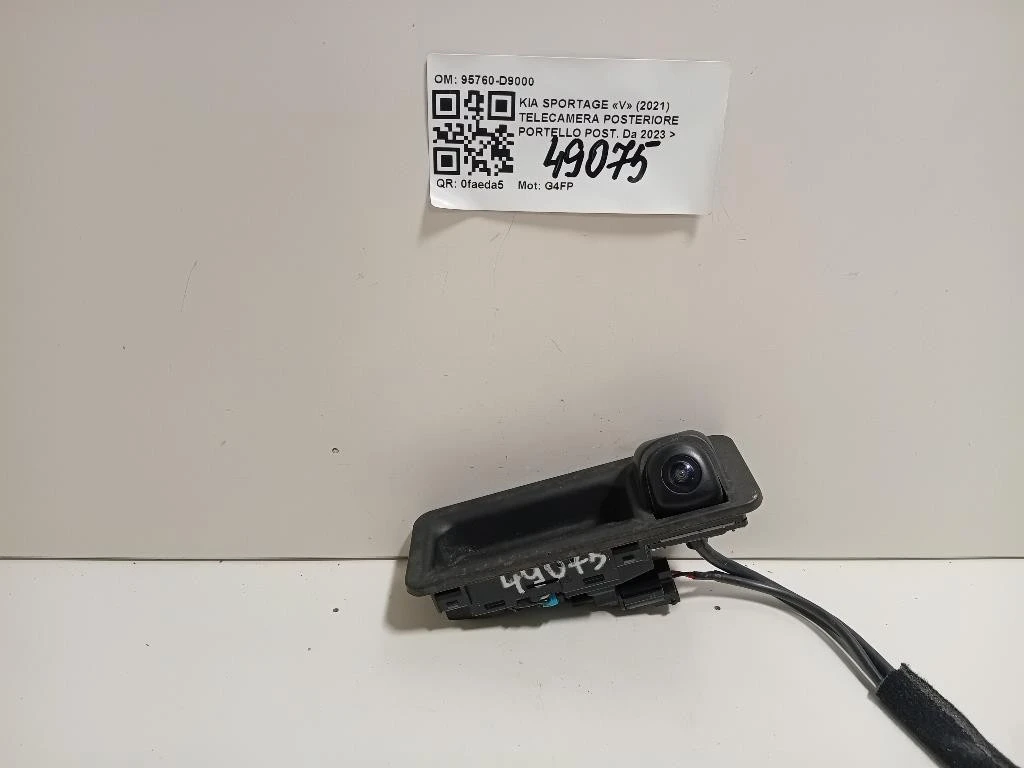 OM: 95760-D9000
KIA SPORTAGE «V» (2021)
TELECAMERA POSTERIORE
PORTELLO POST. Da 2023 >
49075
QR: 0faeda5 Mot: G4FP
49075